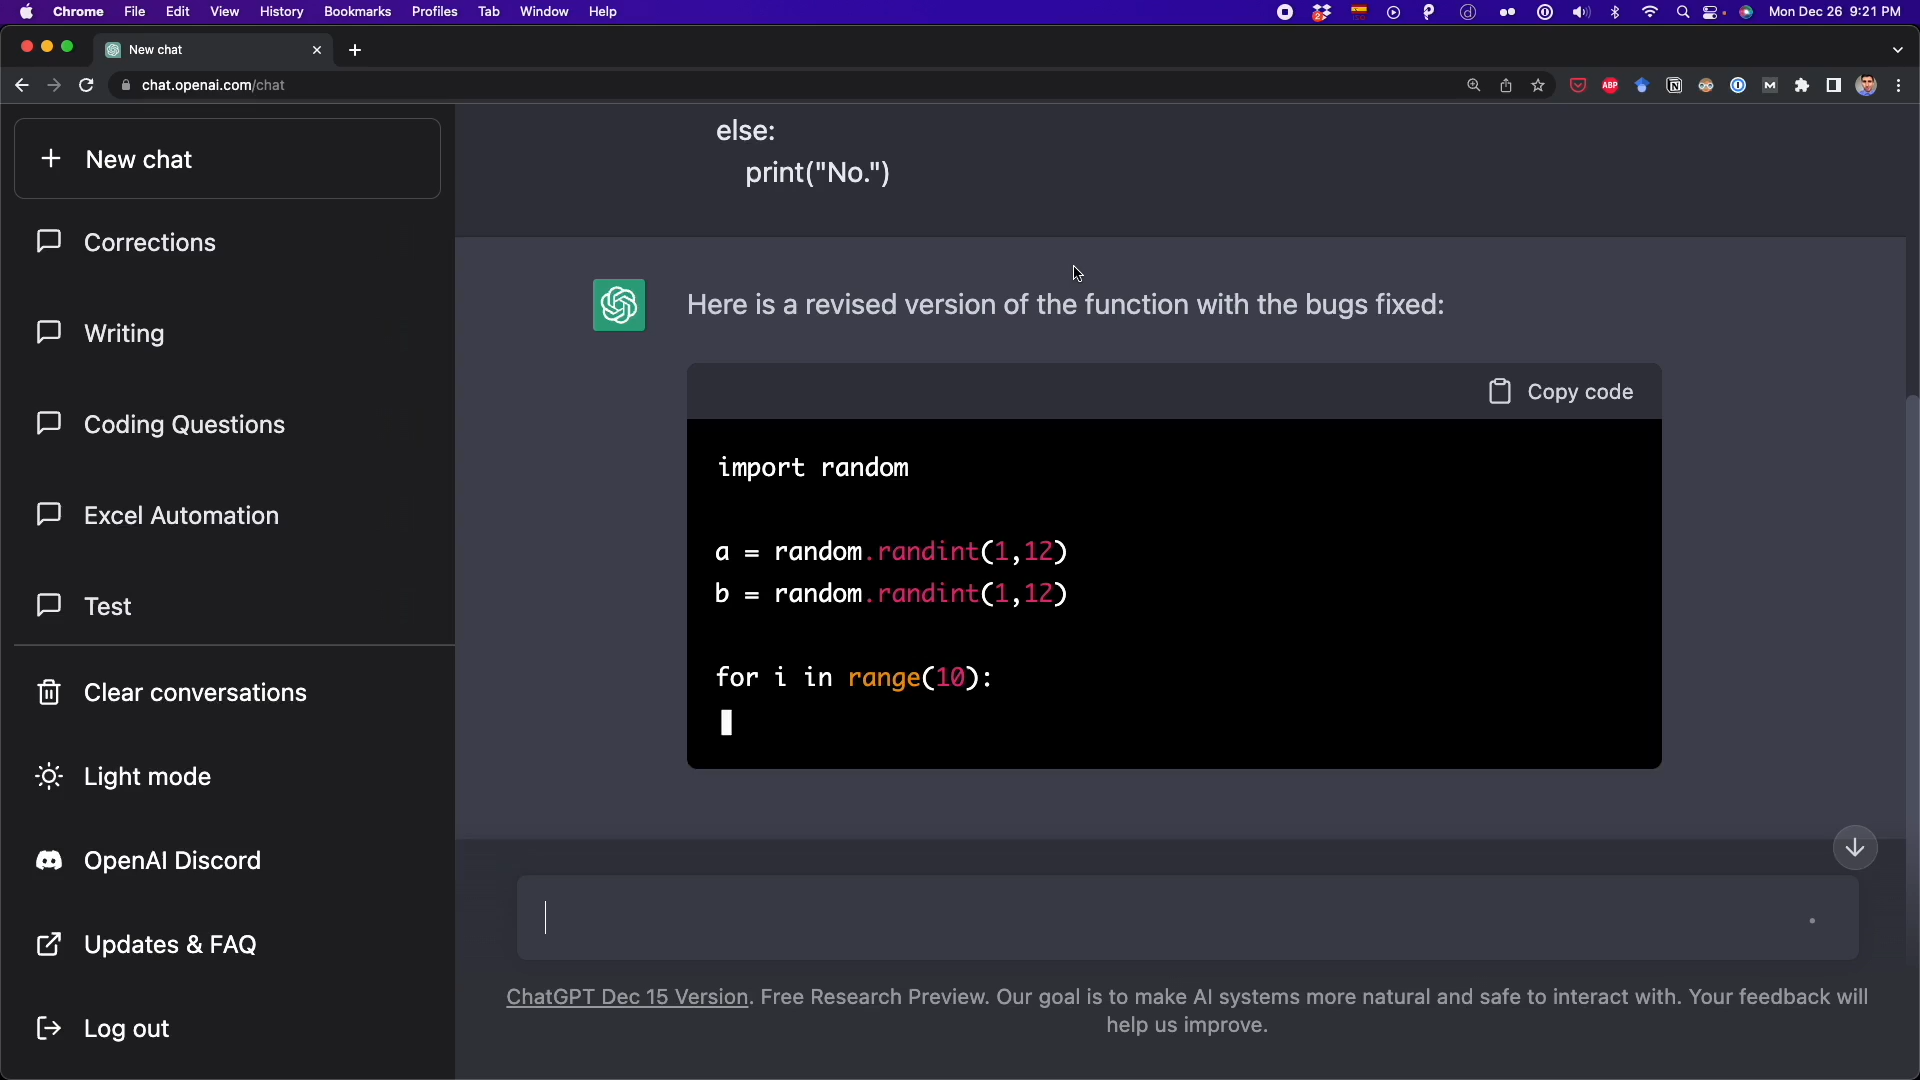 Chrome File Edit View History Bookmarks Profiles Tab Window Help Mon Dec 26 9:21 PM
New chat
chat.openai.com/chat
ABP
New chat
Corrections
Writing
Coding Questions
Excel Automation
Test
Clear conversations
Light mode
OpenAI Discord
Updates & FAQ
Log out
else:
print("No.")
Here is a revised version of the function with the bugs fixed:
Copy code
import random
a = random.randint(1,12)
b = random.randint(1,12)
for i in range(10):
ChatGPT Dec 15 Version. Free Research Preview. Our goal is to make AI systems more natural and safe to interact with. Your feedback will
help us improve.